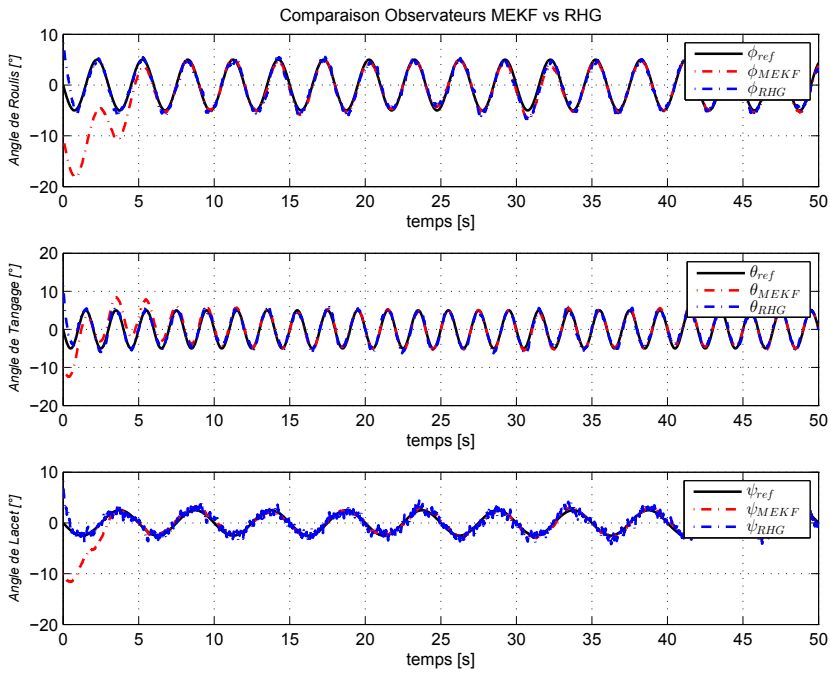 Comparaison Observateurs MEKF vs RHG
Angle de Roulis [°]
10
0
−10
−20
ϕref
ϕMEKF
ϕRHG
0 5 10 15 20 25 30 35 40 45 50
temps [s]
Angle de Tangage [°]
20
10
0
−10
20
θref
θMEKF
θRHG
0 5 10 15 20 25 30 35 40 45 50
temps [s]
Angle de Lacet [°]
10
0
−10
−20
ψref
ψMEKF
ψRHG
0 5 10 15 20 25 30 35 40 45 50
temps [s]